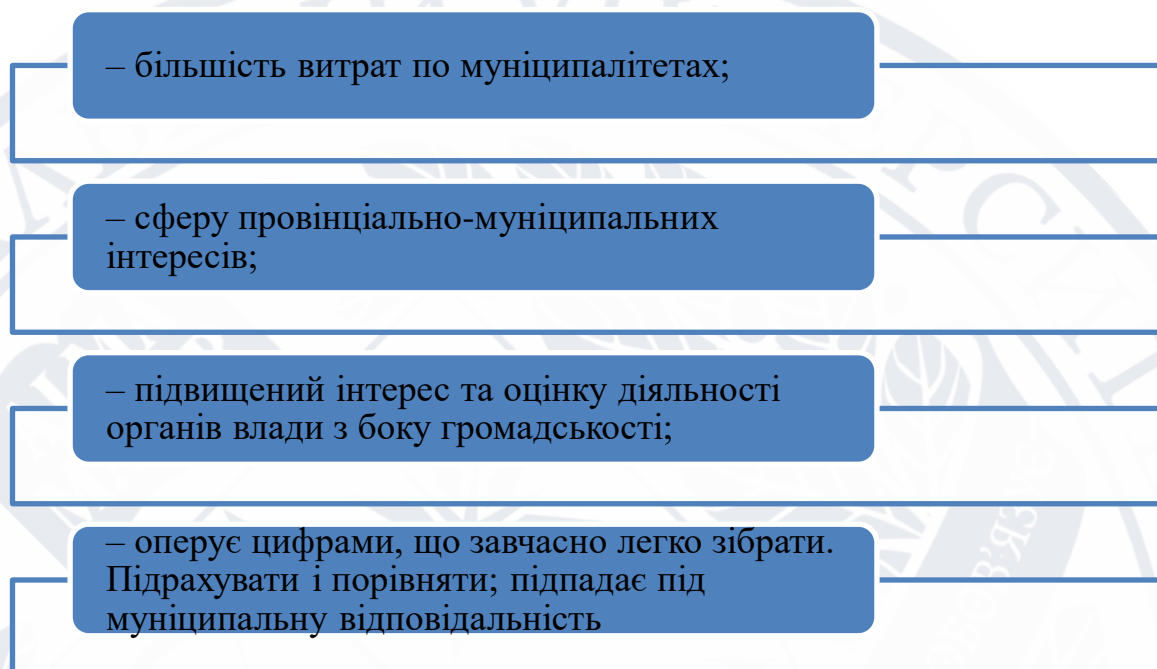 – більшість витрат по муніципалітетах;
– сферу провінціально-муніципальних
інтересів;
– підвищений інтерес та оцінку діяльності
органів влади з боку громадськості;
– оперує цифрами, що завчасно легко зібрати.
Підрахувати і порівняти; підпадає під
муніципальну відповідальність